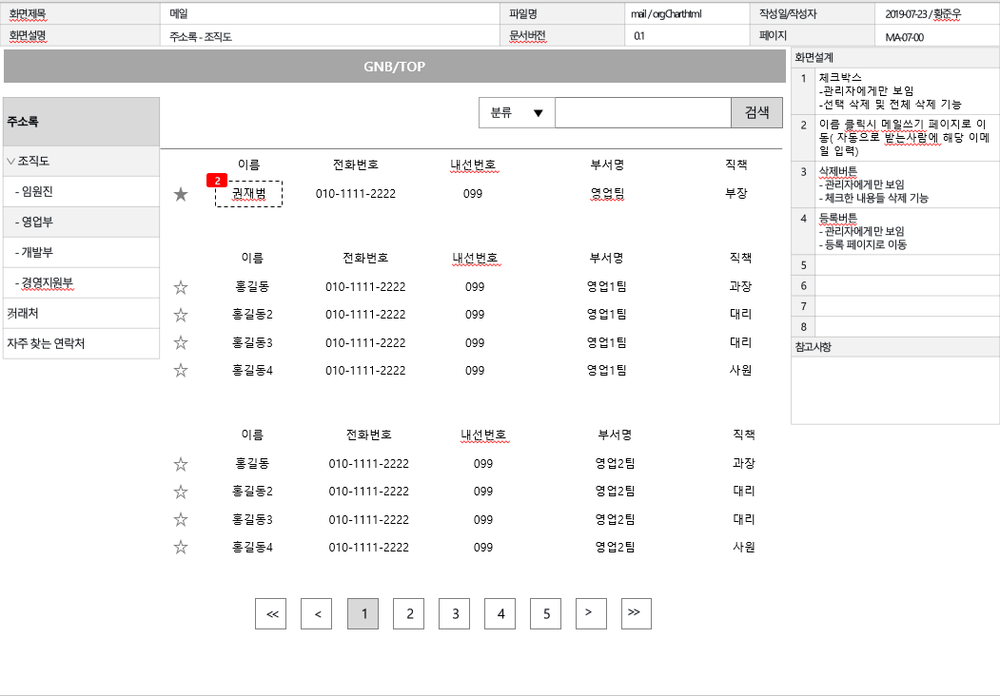 화면제목 메일 파일명 mail / orgChart.html 작성일/작성자 2019-07-23 / 황준우
화면설명 주소록 - 조직도 문서버전 0.1 페이지 MA-07-00
GNB/TOP
분류 ▼ 검색
주소록
∨ 조직도
- 임원진
- 영업부
- 개발부
- 경영지원부
거래처
자주 찾는 연락처
이름 전화번호 내선번호 부서명 직책
2
★ 권재범 010-1111-2222 099 영업팀 부장
이름 전화번호 내선번호 부서명 직책
☆ 홍길동 010-1111-2222 099 영업1팀 과장
☆ 홍길동2 010-1111-2222 099 영업1팀 대리
☆ 홍길동3 010-1111-2222 099 영업1팀 대리
☆ 홍길동4 010-1111-2222 099 영업1팀 사원
이름 전화번호 내선번호 부서명 직책
☆ 홍길동 010-1111-2222 099 영업2팀 과장
☆ 홍길동2 010-1111-2222 099 영업2팀 대리
☆ 홍길동3 010-1111-2222 099 영업2팀 대리
☆ 홍길동4 010-1111-2222 099 영업2팀 사원
<< < 1 2 3 4 5 > >>
화면설계
1 체크박스
-관리자에게만 보임
-선택 삭제 및 전체 삭제 기능
2 이름 클릭시 메일쓰기 페이지로 이
동( 자동으로 받는사람에 해당 이메
일 입력)
3 삭제버튼
- 관리자에게만 보임
- 체크한 내용들 삭제 기능
4 등록버튼
- 관리자에게만 보임
- 등록 페이지로 이동
5
6
7
8
참고사항